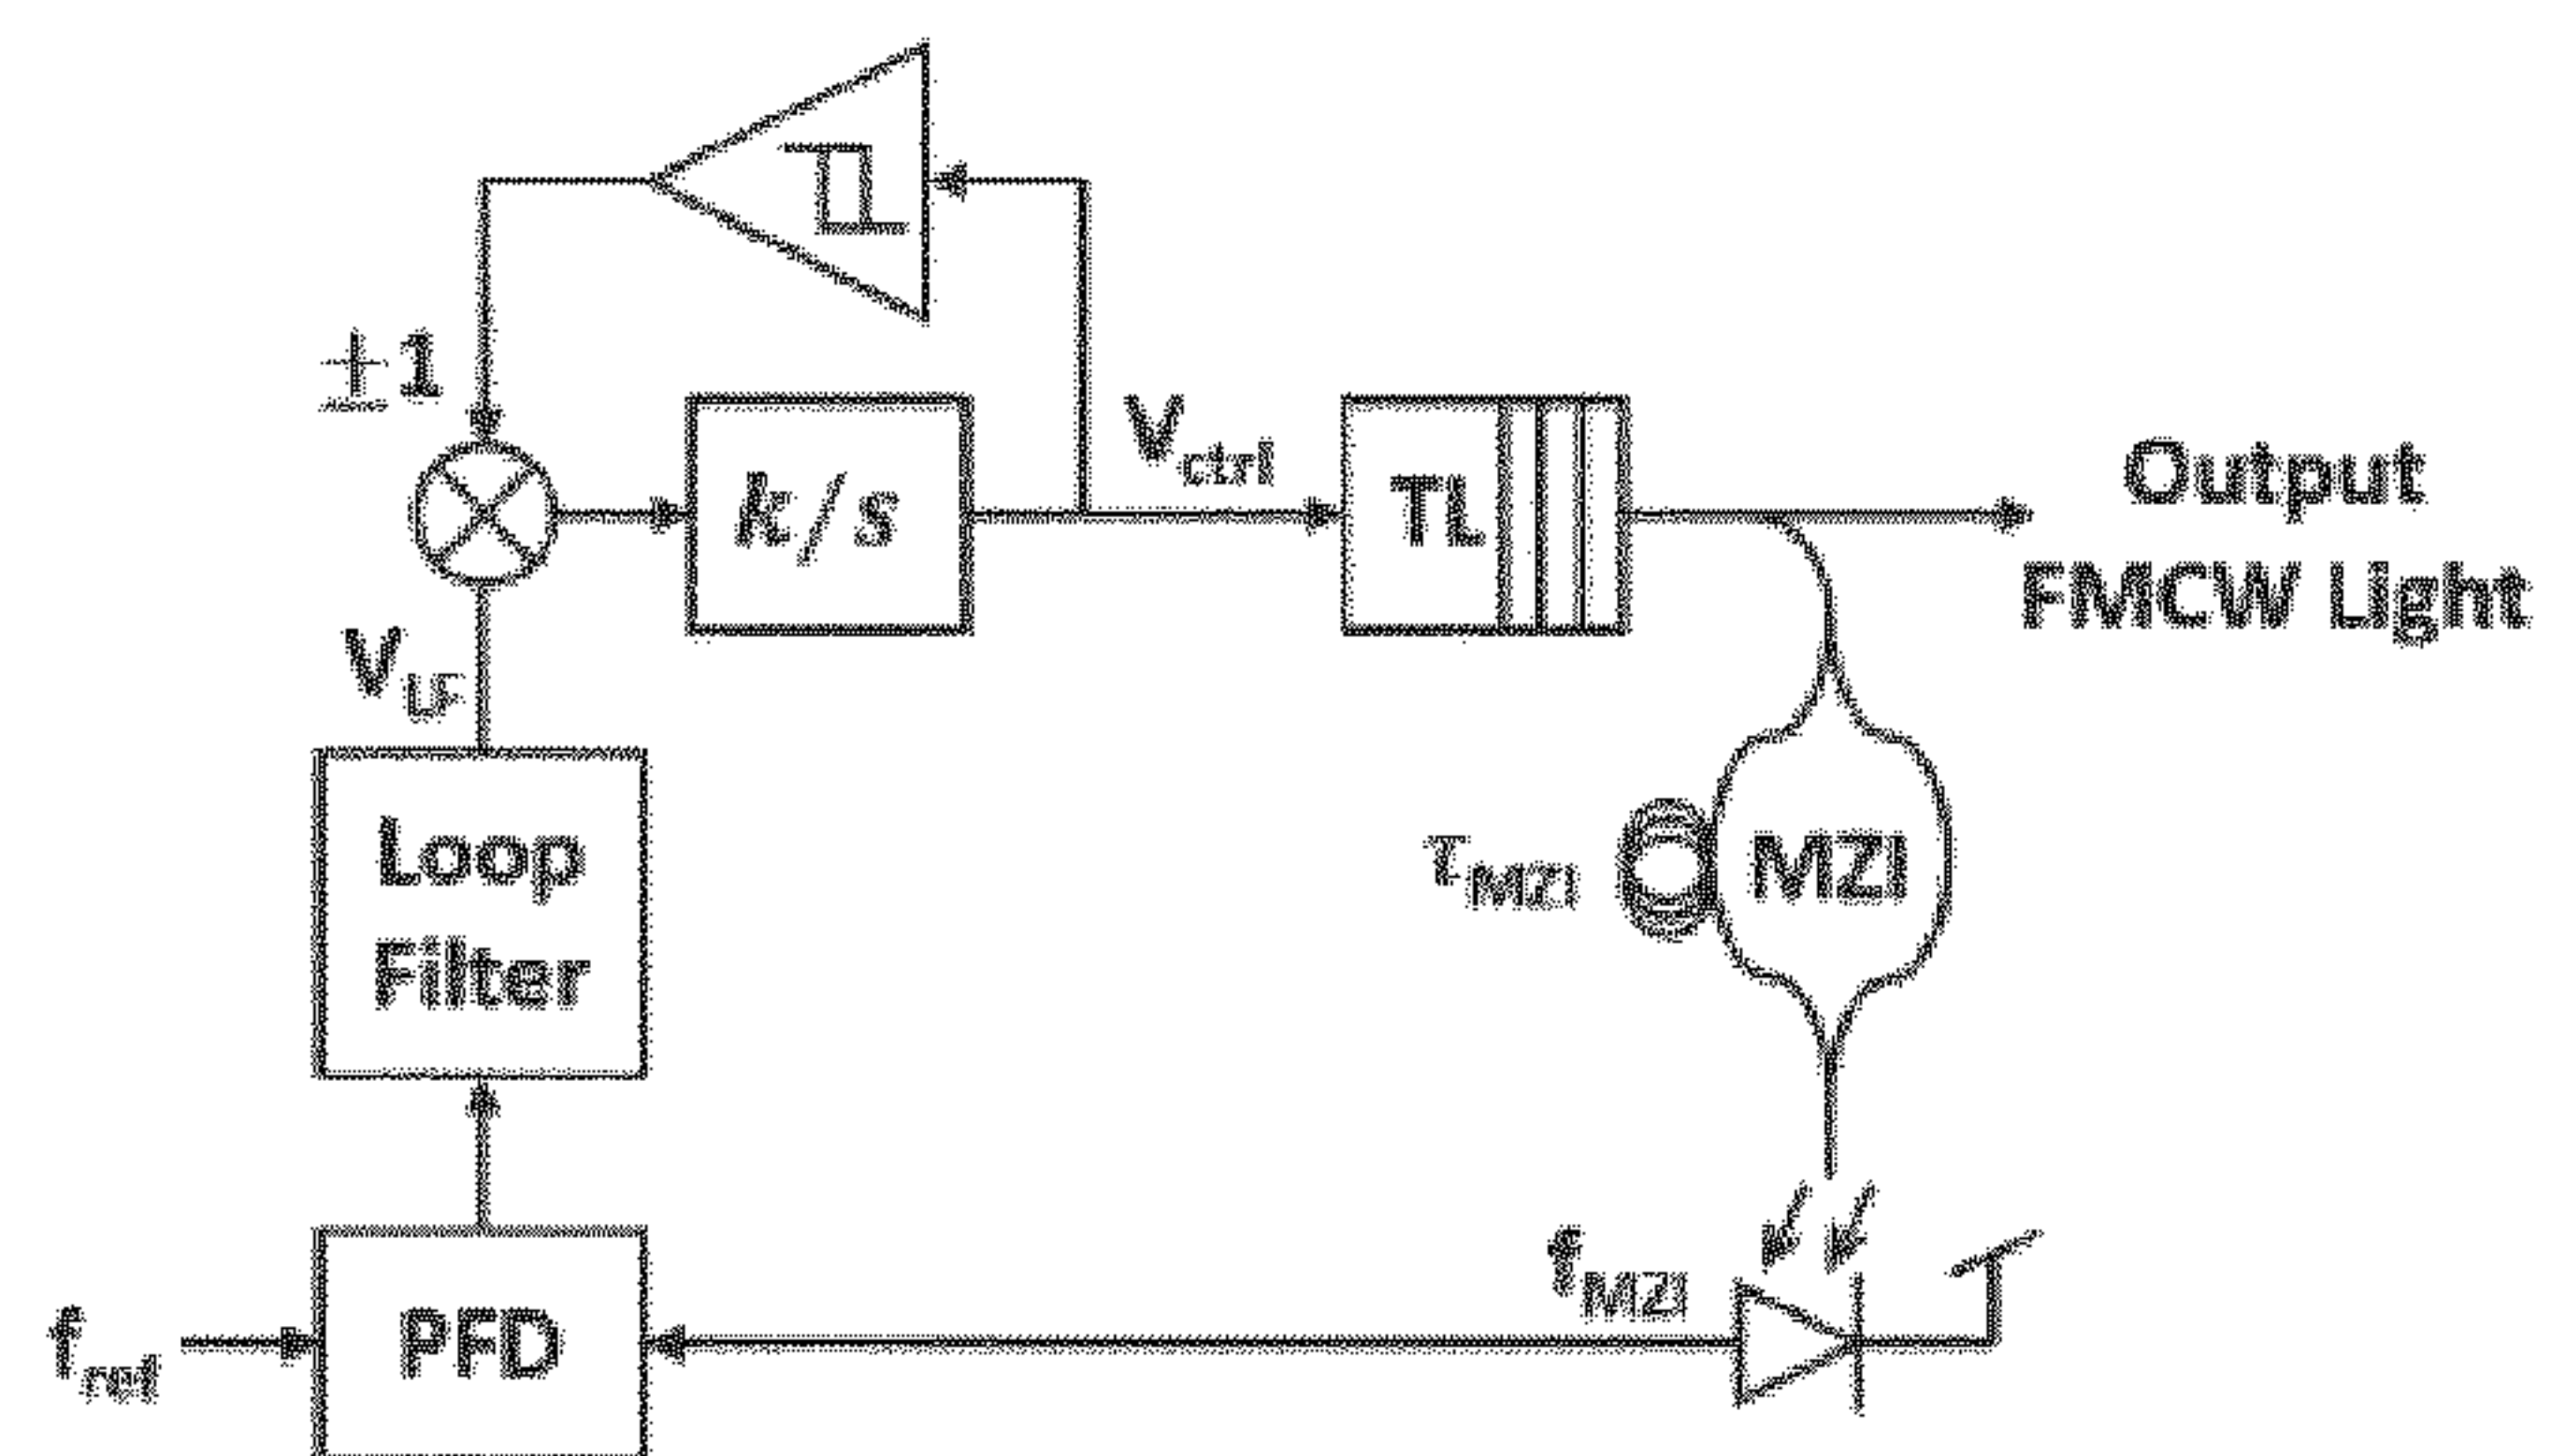 ±1
k/s
Vctrl
TL
Output
FMCW Light
VLF
Loop
Filter
τMZI
MZI
fMZI
fref
PFD